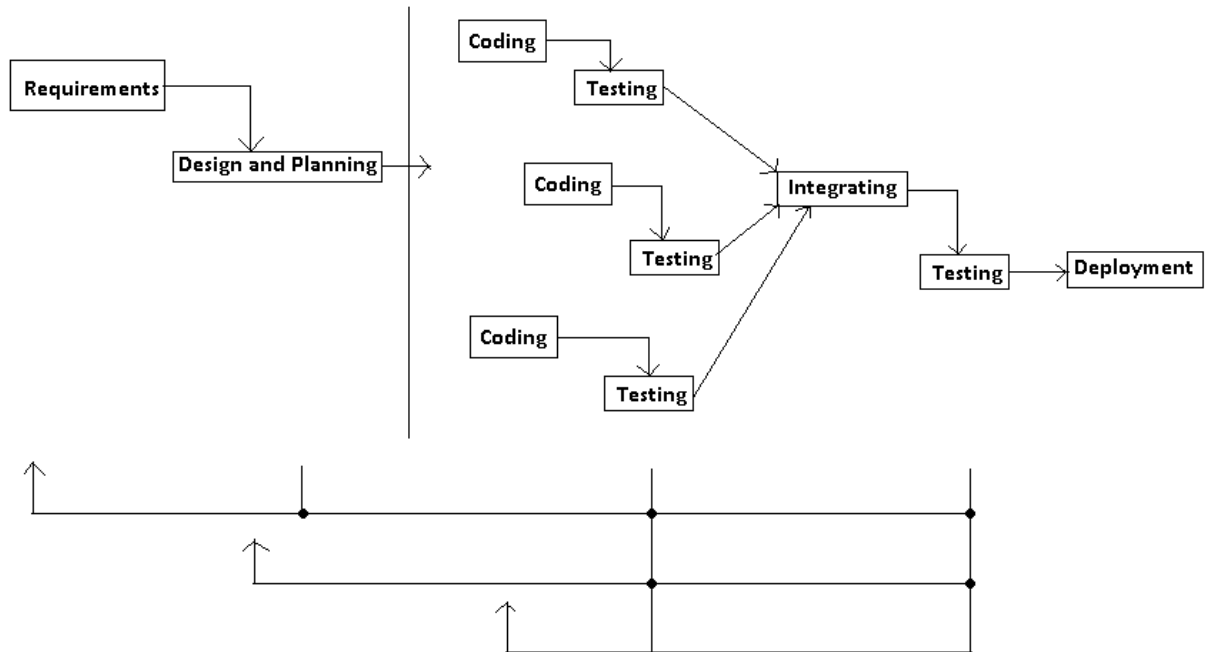 Coding
Requirements
Testing
Design and Planning
Coding
Integrating
Testing
Testing
Deployment
Coding
Testing